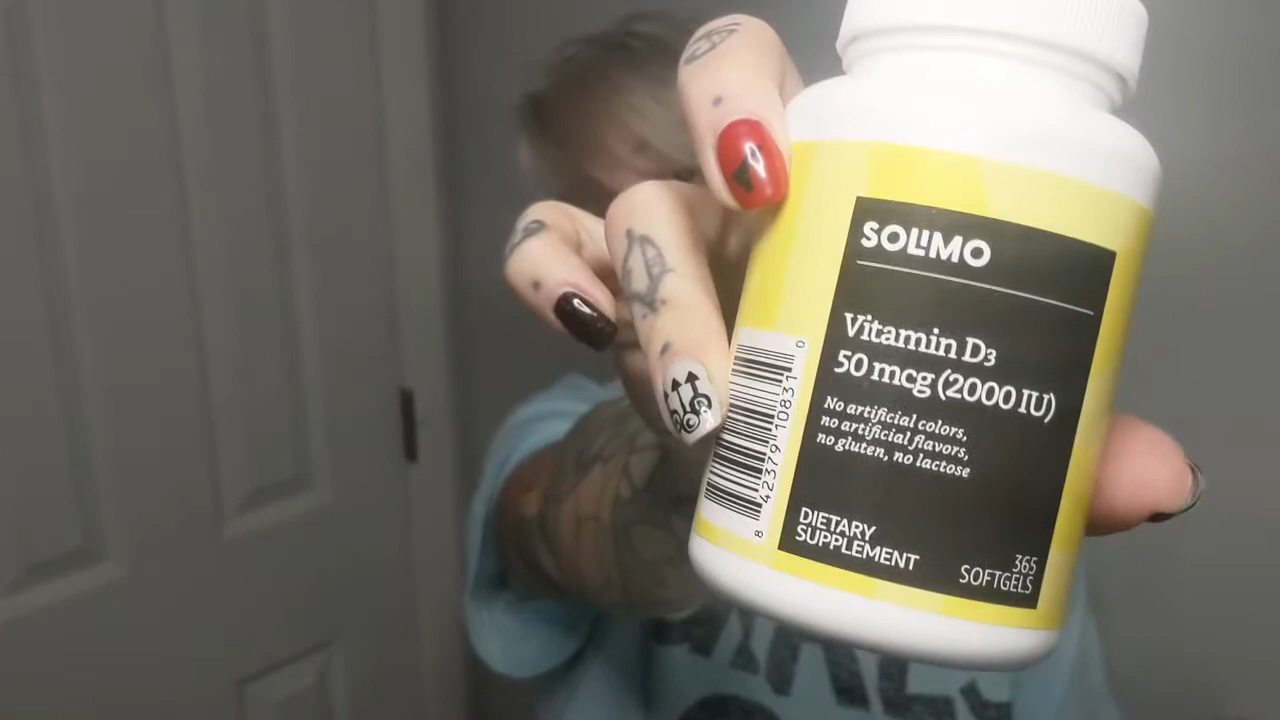 SOLIMO
Vitamin D3
50 mcg (2000 IU)
No artificial colors,
no artificial flavors,
no gluten, no lactose
DIETARY
SUPPLEMENT
365
SOFTGELS
8 42379 10831 0